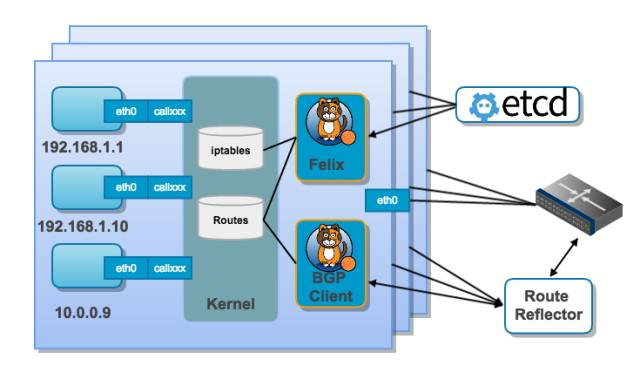 eth0 calixxx
192.168.1.1
eth0 calixxx
192.168.1.10
eth0 calixxx
10.0.0.9
iptables
Routes
Kernel
Felix
BGP
Client
eth0
etcd
Route
Reflector